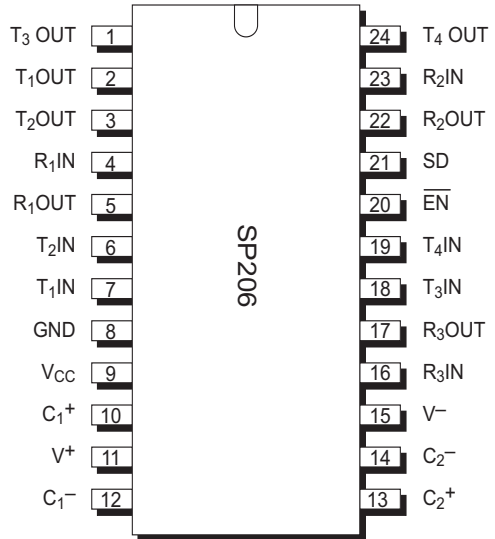 T₃ OUT 1 24 T₄ OUT
T₁OUT 2 23 R₂IN
T₂OUT 3 22 R₂OUT
R₁IN 4 21 SD
R₁OUT 5 20 E̅N̅
T₂IN 6 19 T₄IN
T₁IN 7 18 T₃IN
GND 8 17 R₃OUT
V_CC 9 16 R₃IN
C₁⁺ 10 15 V⁻
V⁺ 11 14 C₂⁻
C₁⁻ 12 13 C₂⁺
SP206